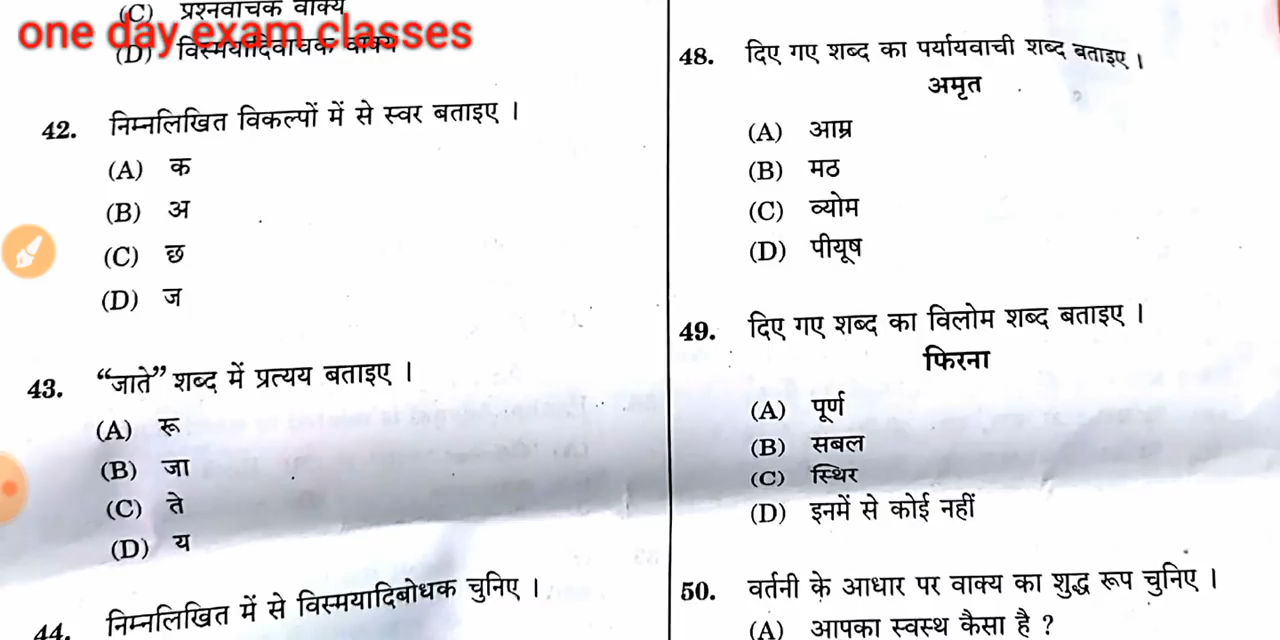 (C) प्रश्नवाचक वाक्य
one day exam classes
(D) विस्मयादिवाचक वाक्य
42. निम्नलिखित विकल्पों में से स्वर बताइए ।
(A) क
(B) अ
(C) छ
(D) ज
43. “जाते” शब्द में प्रत्यय बताइए ।
(A) रू
(B) जा
(C) ते
(D) य
44. निम्नलिखित में से विस्मयादिबोधक चुनिए ।
48. दिए गए शब्द का पर्यायवाची शब्द बताइए ।
अमृत
(A) आम्र
(B) मठ
(C) व्योम
(D) पीयूष
49. दिए गए शब्द का विलोम शब्द बताइए ।
फिरना
(A) पूर्ण
(B) सबल
(C) स्थिर
(D) इनमें से कोई नहीं
50. वर्तनी के आधार पर वाक्य का शुद्ध रूप चुनिए ।
(A) आपका स्वस्थ कैसा है ?